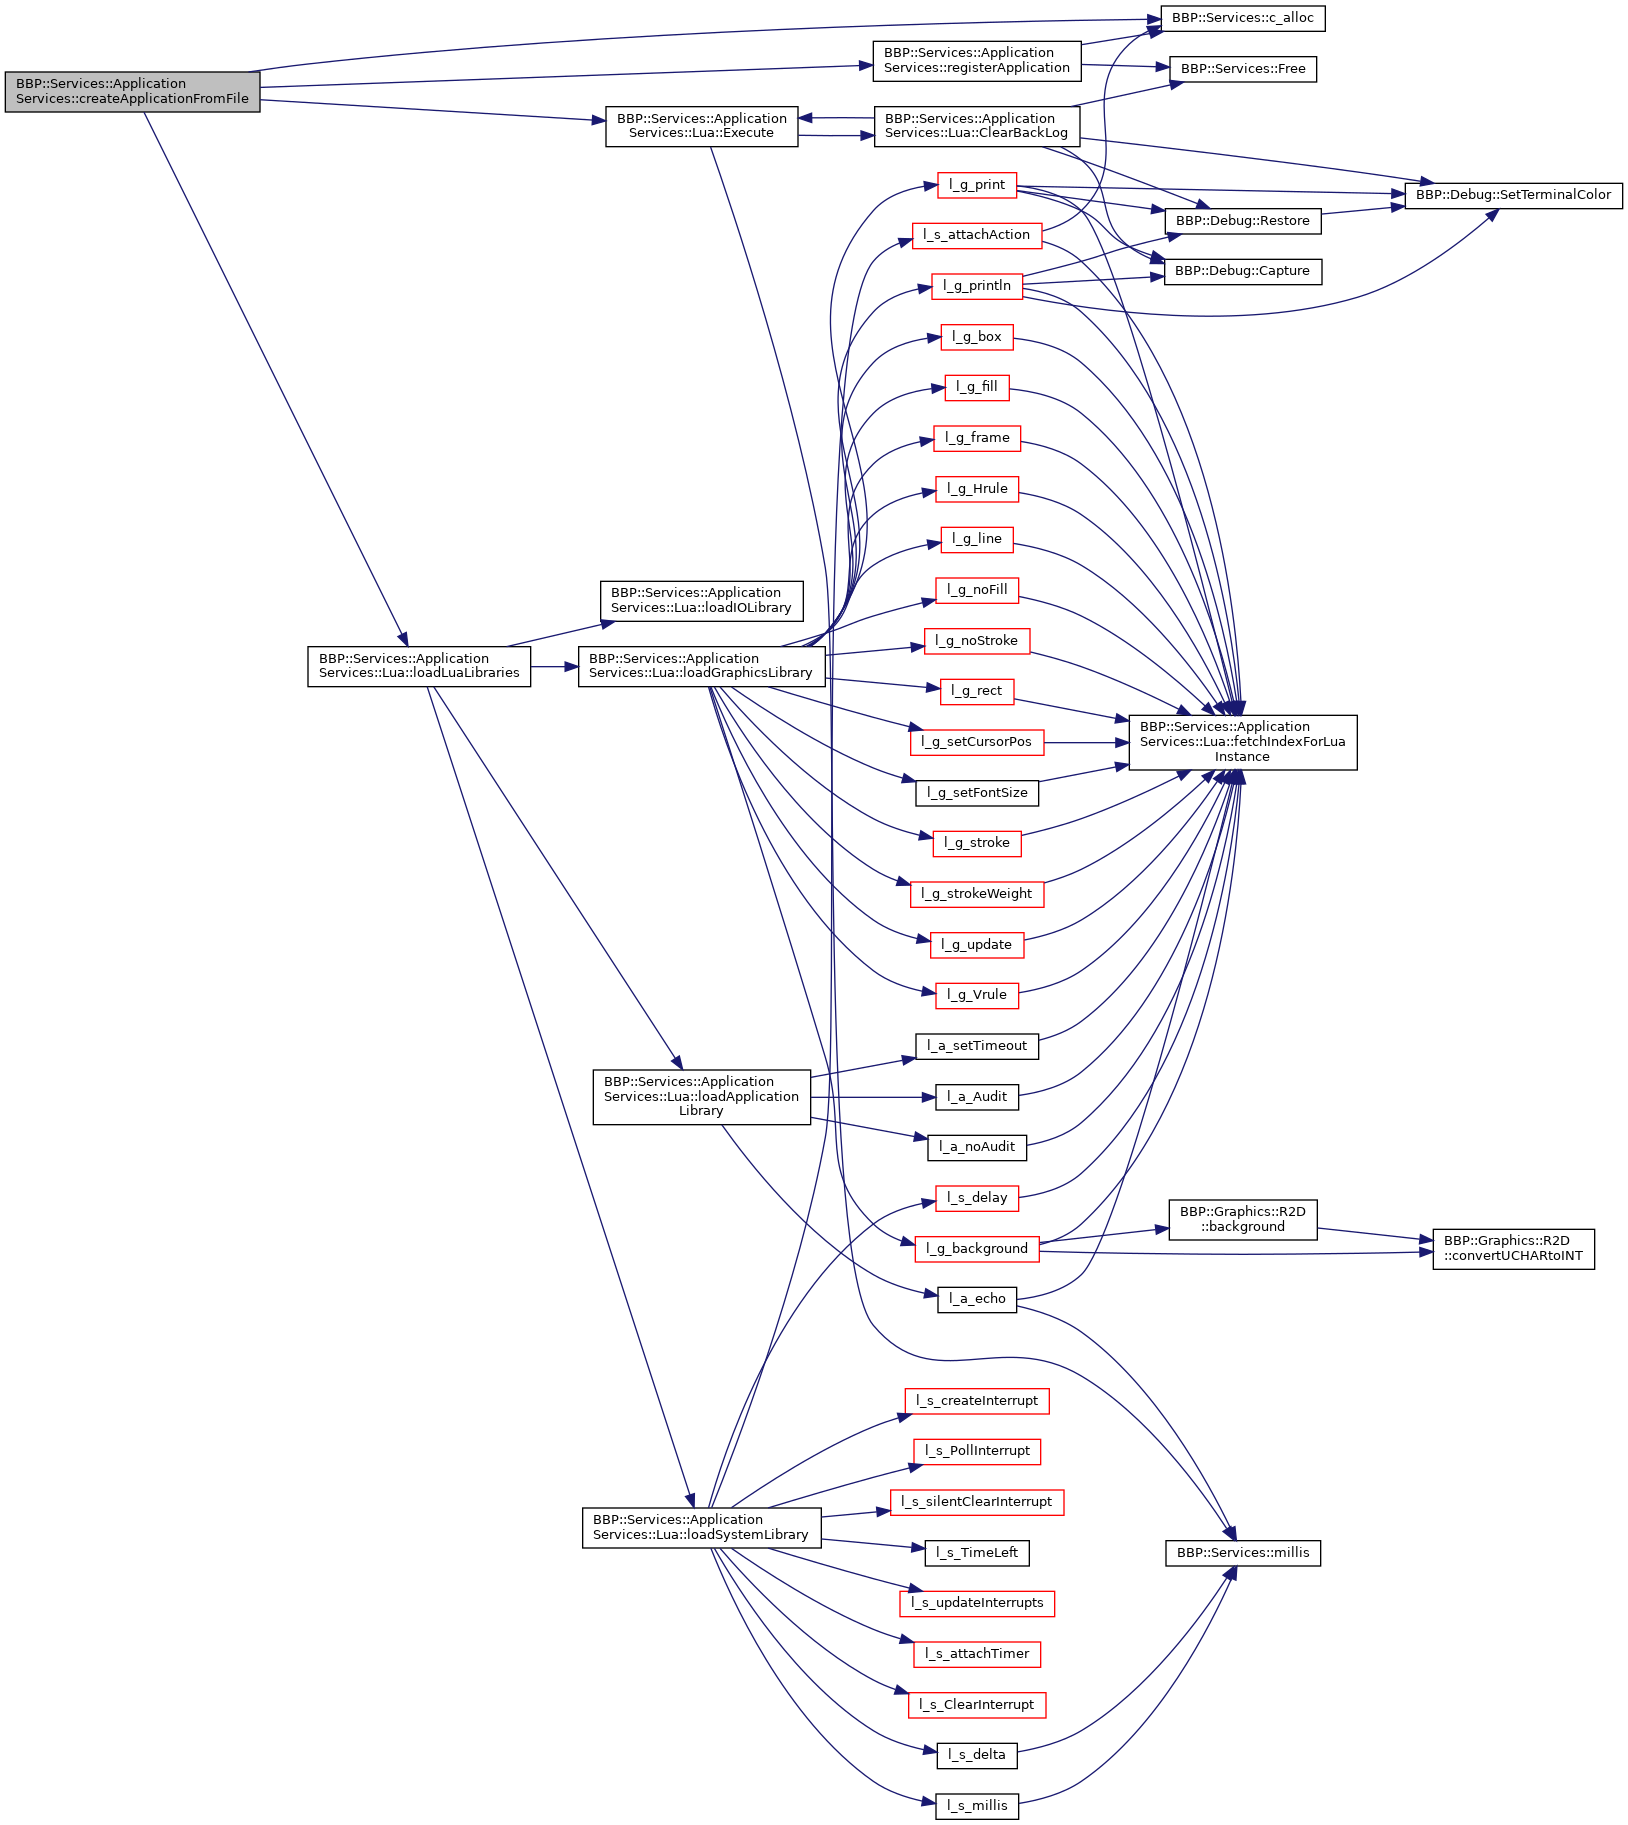 BBP::Services::Application
Services::createApplicationFromFile
BBP::Services::c_alloc
BBP::Services::Application
Services::registerApplication
BBP::Services::Free
BBP::Services::Application
Services::Lua::Execute
BBP::Services::Application
Services::Lua::ClearBackLog
BBP::Debug::SetTerminalColor
BBP::Debug::Restore
BBP::Debug::Capture
l_g_print
l_s_attachAction
l_g_println
l_g_box
l_g_fill
l_g_frame
l_g_Hrule
l_g_line
BBP::Services::Application
Services::Lua::loadIOLibrary
BBP::Services::Application
Services::Lua::loadLuaLibraries
BBP::Services::Application
Services::Lua::loadGraphicsLibrary
l_g_noFill
l_g_noStroke
l_g_rect
l_g_setCursorPos
BBP::Services::Application
Services::Lua::fetchIndexForLua
Instance
l_g_setFontSize
l_g_stroke
l_g_strokeWeight
l_g_update
l_g_Vrule
BBP::Services::Application
Services::Lua::loadApplication
Library
l_a_setTimeout
l_a_Audit
l_a_noAudit
l_s_delay
l_g_background
BBP::Graphics::R2D
::background
BBP::Graphics::R2D
::convertUCHARtoINT
l_a_echo
l_s_createInterrupt
l_s_PollInterrupt
l_s_silentClearInterrupt
BBP::Services::Application
Services::Lua::loadSystemLibrary
l_s_TimeLeft
BBP::Services::millis
l_s_updateInterrupts
l_s_attachTimer
l_s_ClearInterrupt
l_s_delta
l_s_millis